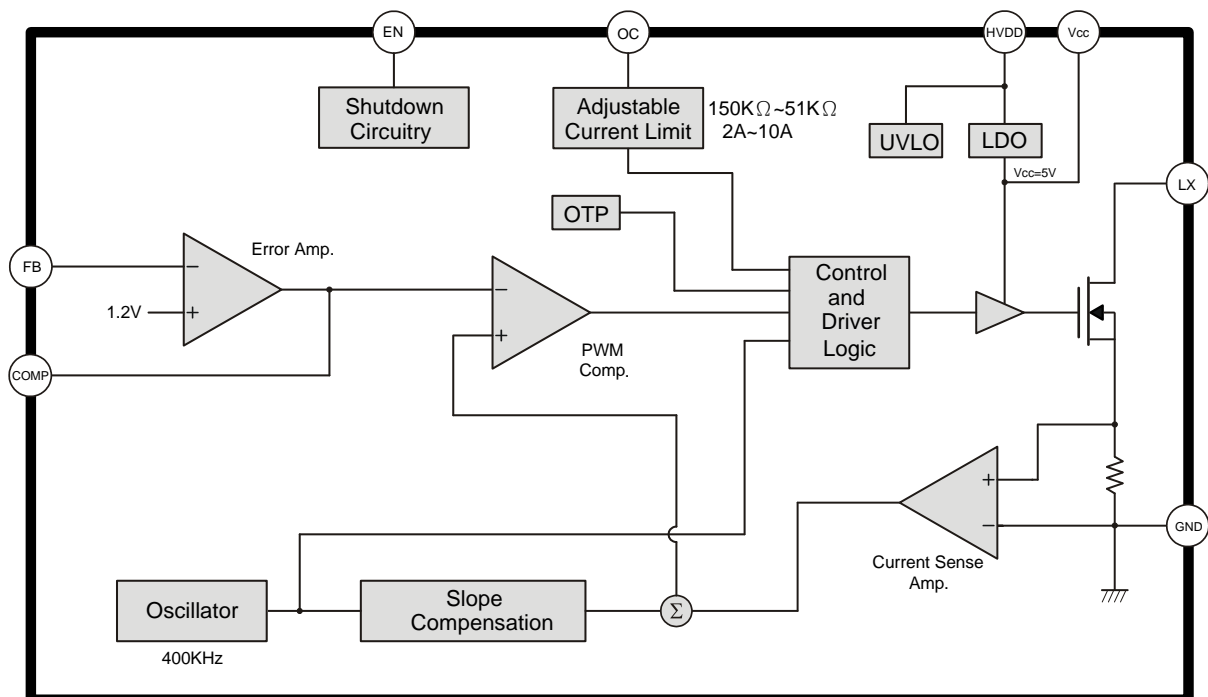 EN
OC
HVDD
Vcc
Shutdown
Circuitry
Adjustable
Current Limit
150KΩ~51KΩ
2A~10A
UVLO
LDO
Vcc=5V
LX
OTP
FB
Error Amp.
−
+
1.2V
−
+
PWM
Comp.
Control
and
Driver
Logic
COMP
+
−
Current Sense
Amp.
GND
Oscillator
400KHz
Slope
Compensation
Σ